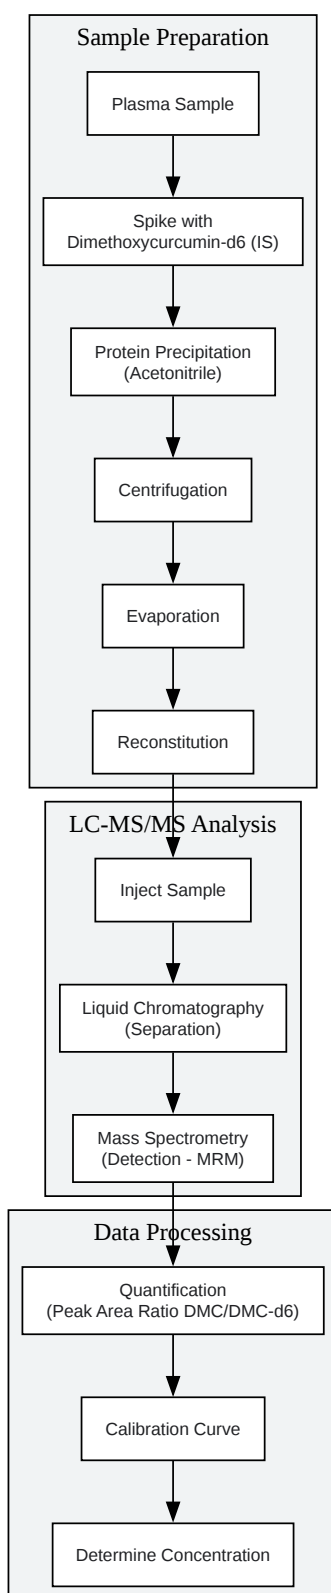 Sample Preparation
Plasma Sample
Spike with
Dimethoxycurcumin-d6 (IS)
Protein Precipitation
(Acetonitrile)
Centrifugation
Evaporation
Reconstitution
LC-MS/MS Analysis
Inject Sample
Liquid Chromatography
(Separation)
Mass Spectrometry
(Detection - MRM)
Data Processing
Quantification
(Peak Area Ratio DMC/DMC-d6)
Calibration Curve
Determine Concentration